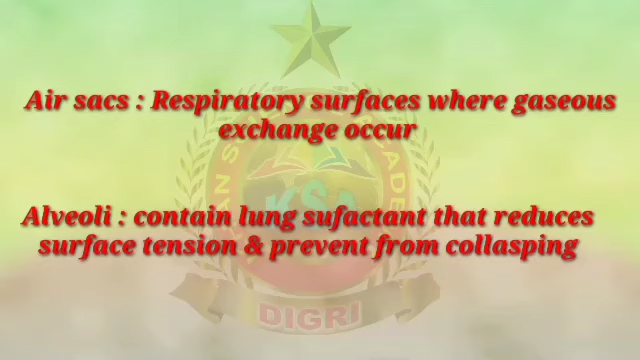 Air sacs : Respiratory surfaces where gaseous
exchange occur
Alveoli : contain lung sufactant that reduces
surface tension & prevent from collasping
KSA
DIGRI